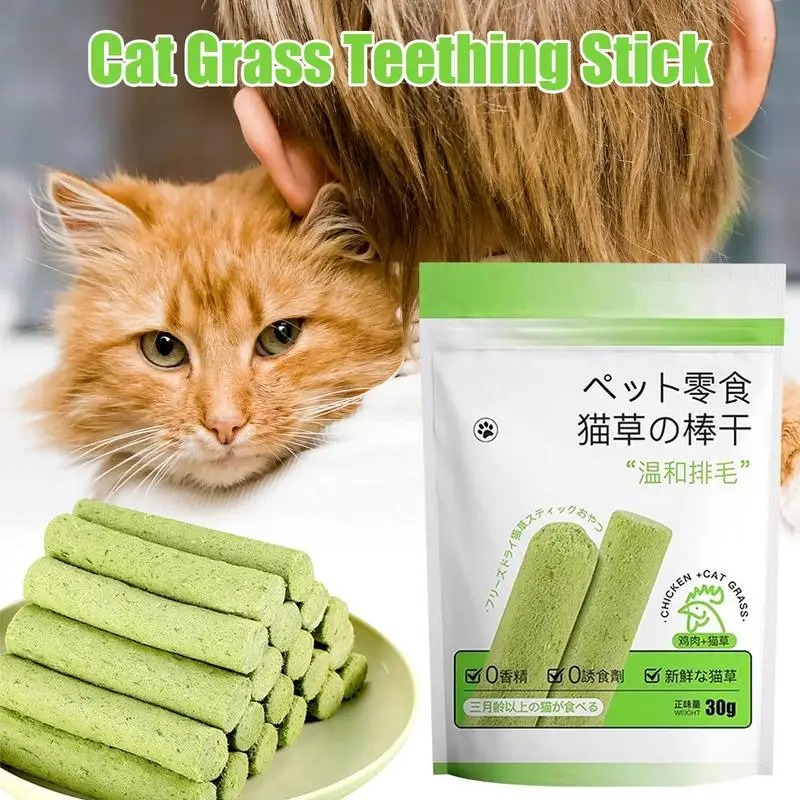 Cat Grass Teething Stick
ペット零食
猫草の棒干
“温和排毛”
フリーズドライ猫草スティックおやつ
·CHICKEN +CAT GRASS·
鸡肉+猫草
0香精
0誘食劑
新鮮な猫草
三月齢以上の猫が食べる
正味量
WEIGHT
30g